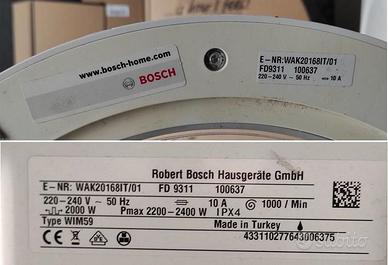 www.bosch-home.com
BOSCH
E-NR:WAK20168IT/01
FD9311 100637
220-240 V ~ 50 Hz 10 A
Robert Bosch Hausgeräte GmbH
E-NR: WAK20168IT/01 FD 9311 100637
220-240 V ~ 50 Hz 10 A 1000 / Min
2000 W Pmax 2200-2400 W IPX4
Type WIM59
Made in Turkey
433110277643006375
subito